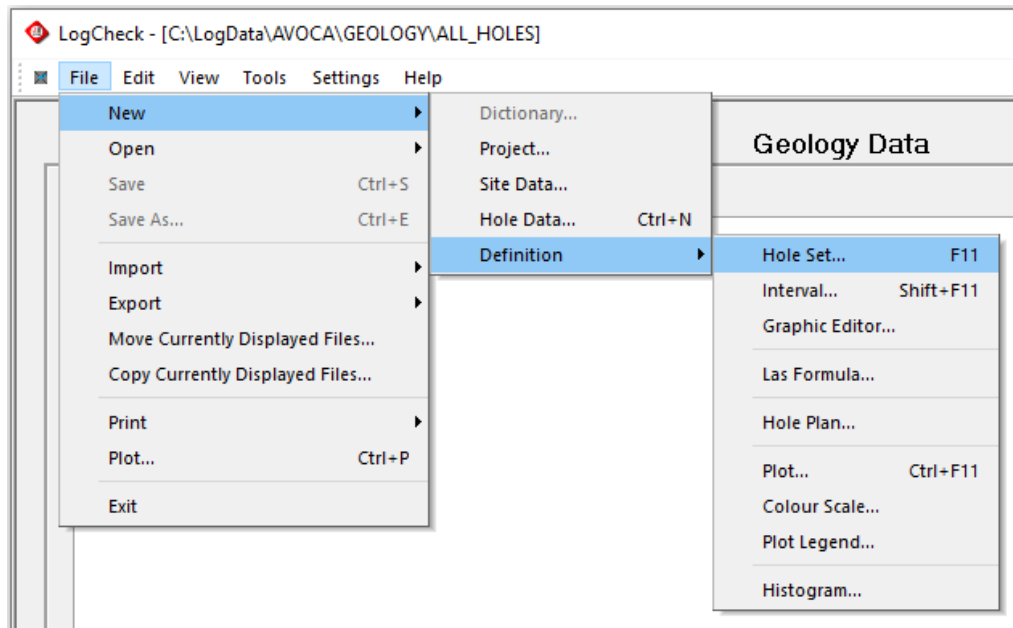 LogCheck - [C:\LogData\AVOCA\GEOLOGY\ALL_HOLES]
File Edit View Tools Settings Help
New
Open
Save Ctrl+S
Save As... Ctrl+E
Import
Export
Move Currently Displayed Files...
Copy Currently Displayed Files...
Print
Plot... Ctrl+P
Exit
Dictionary...
Project...
Site Data...
Hole Data... Ctrl+N
Definition
Geology Data
Hole Set... F11
Interval... Shift+F11
Graphic Editor...
Las Formula...
Hole Plan...
Plot... Ctrl+F11
Colour Scale...
Plot Legend...
Histogram...